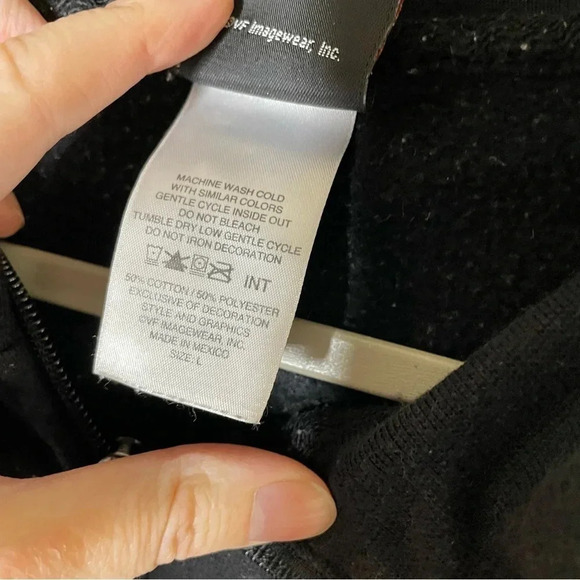 ©VF Imagewear, Inc.
MACHINE WASH COLD
WITH SIMILAR COLORS
GENTLE CYCLE INSIDE OUT
DO NOT BLEACH
TUMBLE DRY LOW GENTLE CYCLE
DO NOT IRON DECORATION
INT
50% COTTON / 50% POLYESTER
EXCLUSIVE OF DECORATION
STYLE AND GRAPHICS
©VF IMAGEWEAR, INC.
MADE IN MEXICO
SIZE: L